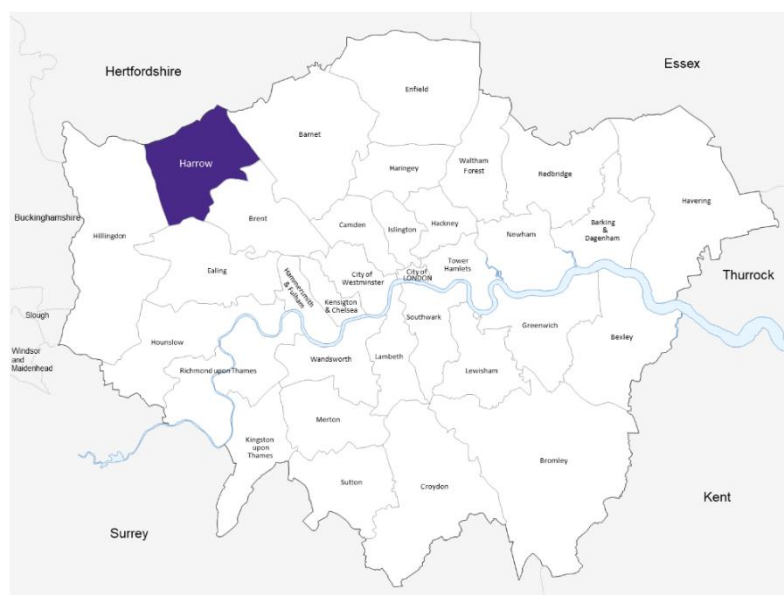 Hertfordshire
Essex
Enfield
Barnet
Harrow
Haringey
Waltham
Forest
Redbridge
Havering
Buckinghamshire
Hillingdon
Brent
Camden
Islington
Hackney
Newham
Barking
&
Dagenham
Ealing
Hammersmith
& Fulham
City of
Westminster
Kensigton
& Chelsea
City of
LONDON
Tower
Hamlets
Thurrock
Slough
Windsor
and
Maidenhead
Hounslow
Richmond upon Thames
Wandsworth
Lambeth
Southwark
Lewisham
Greenwich
Bexley
Merton
Kingston
upon
Thames
Sutton
Croydon
Bromley
Surrey
Kent